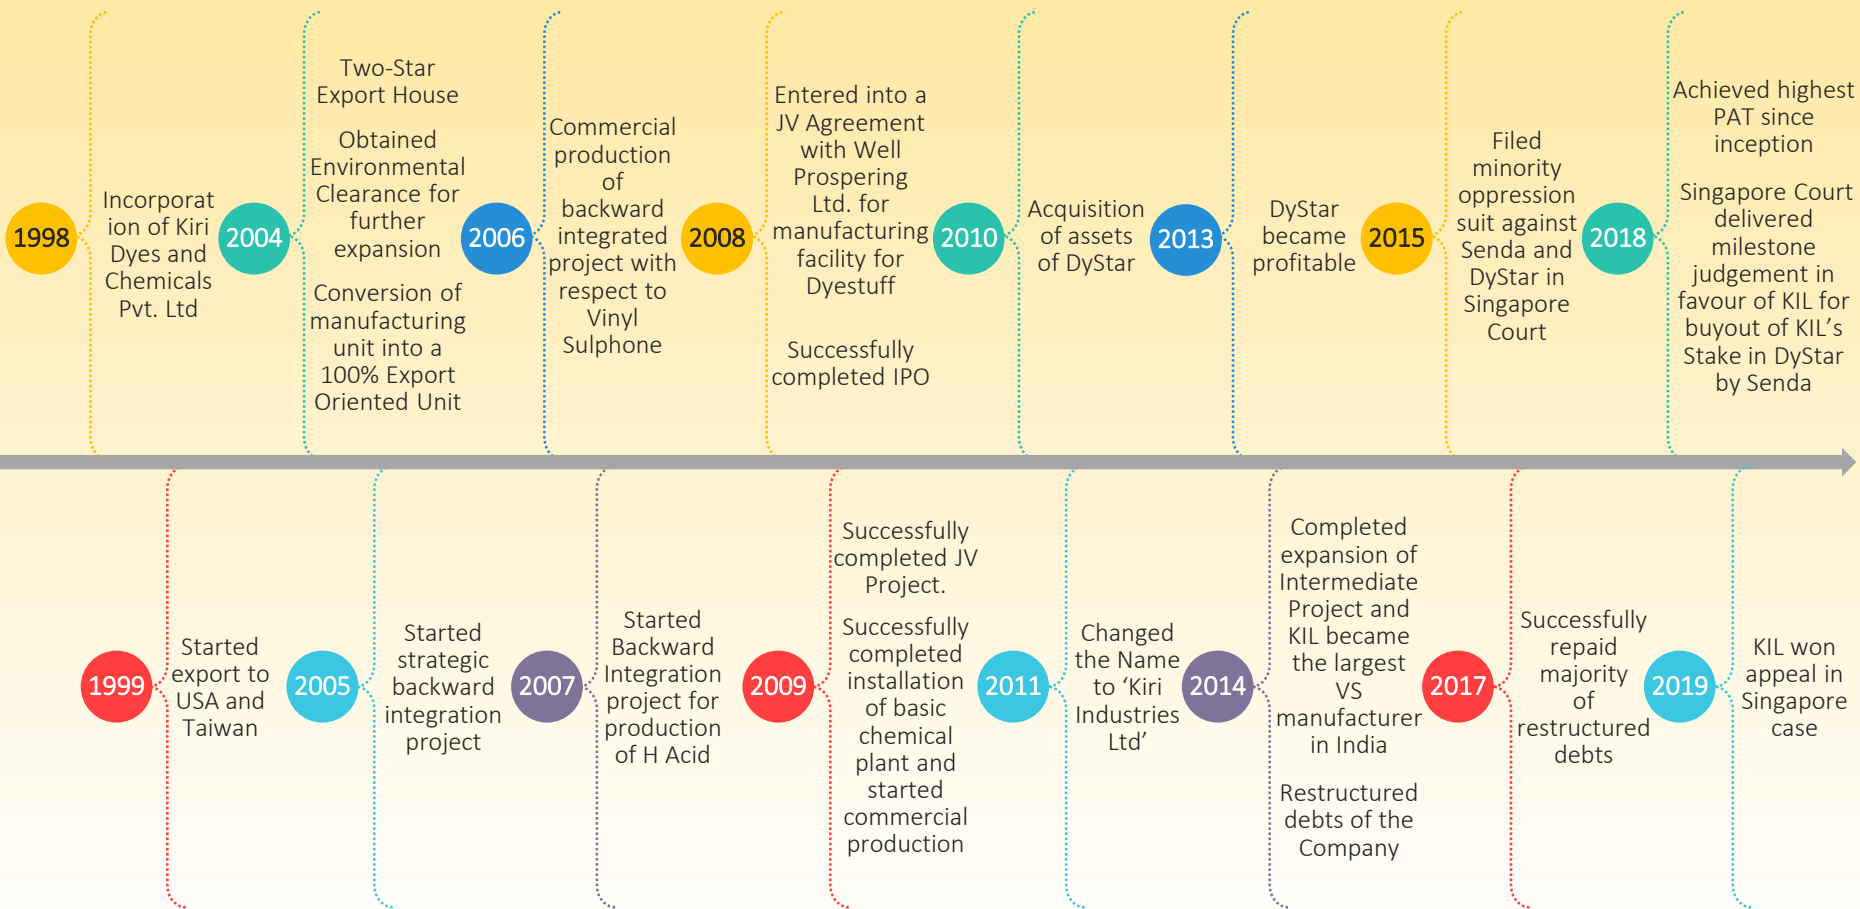 1998
Incorporat
ion of Kiri
Dyes and
Chemicals
Pvt. Ltd
2004
Two-Star
Export House
Obtained
Environmental
Clearance for
further
expansion
Conversion of
manufacturing
unit into a
100% Export
Oriented Unit
2006
Commercial
production
of
backward
integrated
project with
respect to
Vinyl
Sulphone
2008
Entered into a
JV Agreement
with Well
Prospering
Ltd. for
manufacturing
facility for
Dyestuff
Successfully
completed IPO
2010
Acquisition
of assets
of DyStar
2013
DyStar
became
profitable
2015
Filed
minority
oppression
suit against
Senda and
DyStar in
Singapore
Court
2018
Achieved highest
PAT since
inception
Singapore Court
delivered
milestone
judgement in
favour of KIL for
buyout of KIL’s
Stake in DyStar
by Senda
1999
Started
export to
USA and
Taiwan
2005
Started
strategic
backward
integration
project
2007
Started
Backward
Integration
project for
production
of H Acid
2009
Successfully
completed JV
Project.
Successfully
completed
installation
of basic
chemical
plant and
started
commercial
production
2011
Changed
the Name
to ‘Kiri
Industries
Ltd’
2014
Completed
expansion of
Intermediate
Project and
KIL became
the largest
VS
manufacturer
in India
Restructured
debts of the
Company
2017
Successfully
repaid
majority
of
restructured
debts
2019
KIL won
appeal in
Singapore
case